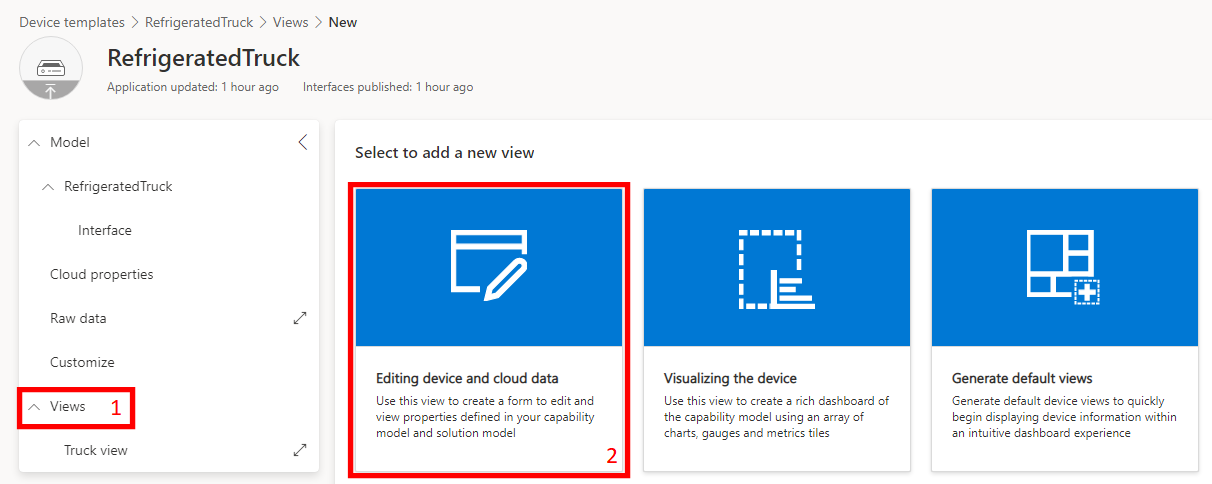 Device templates > RefrigeratedTruck > Views > New
RefrigeratedTruck
Application updated: 1 hour ago Interfaces published: 1 hour ago
Model
RefrigeratedTruck
Interface
Cloud properties
Raw data
Customize
Views 1
Truck view
Select to add a new view
Editing device and cloud data
Use this view to create a form to edit and
view properties defined in your capability
model and solution model
2
Visualizing the device
Use this view to create a rich dashboard of
the capability model using an array of
charts, gauges and metrics tiles
Generate default views
Generate default device views to quickly
begin displaying device information within
an intuitive dashboard experience